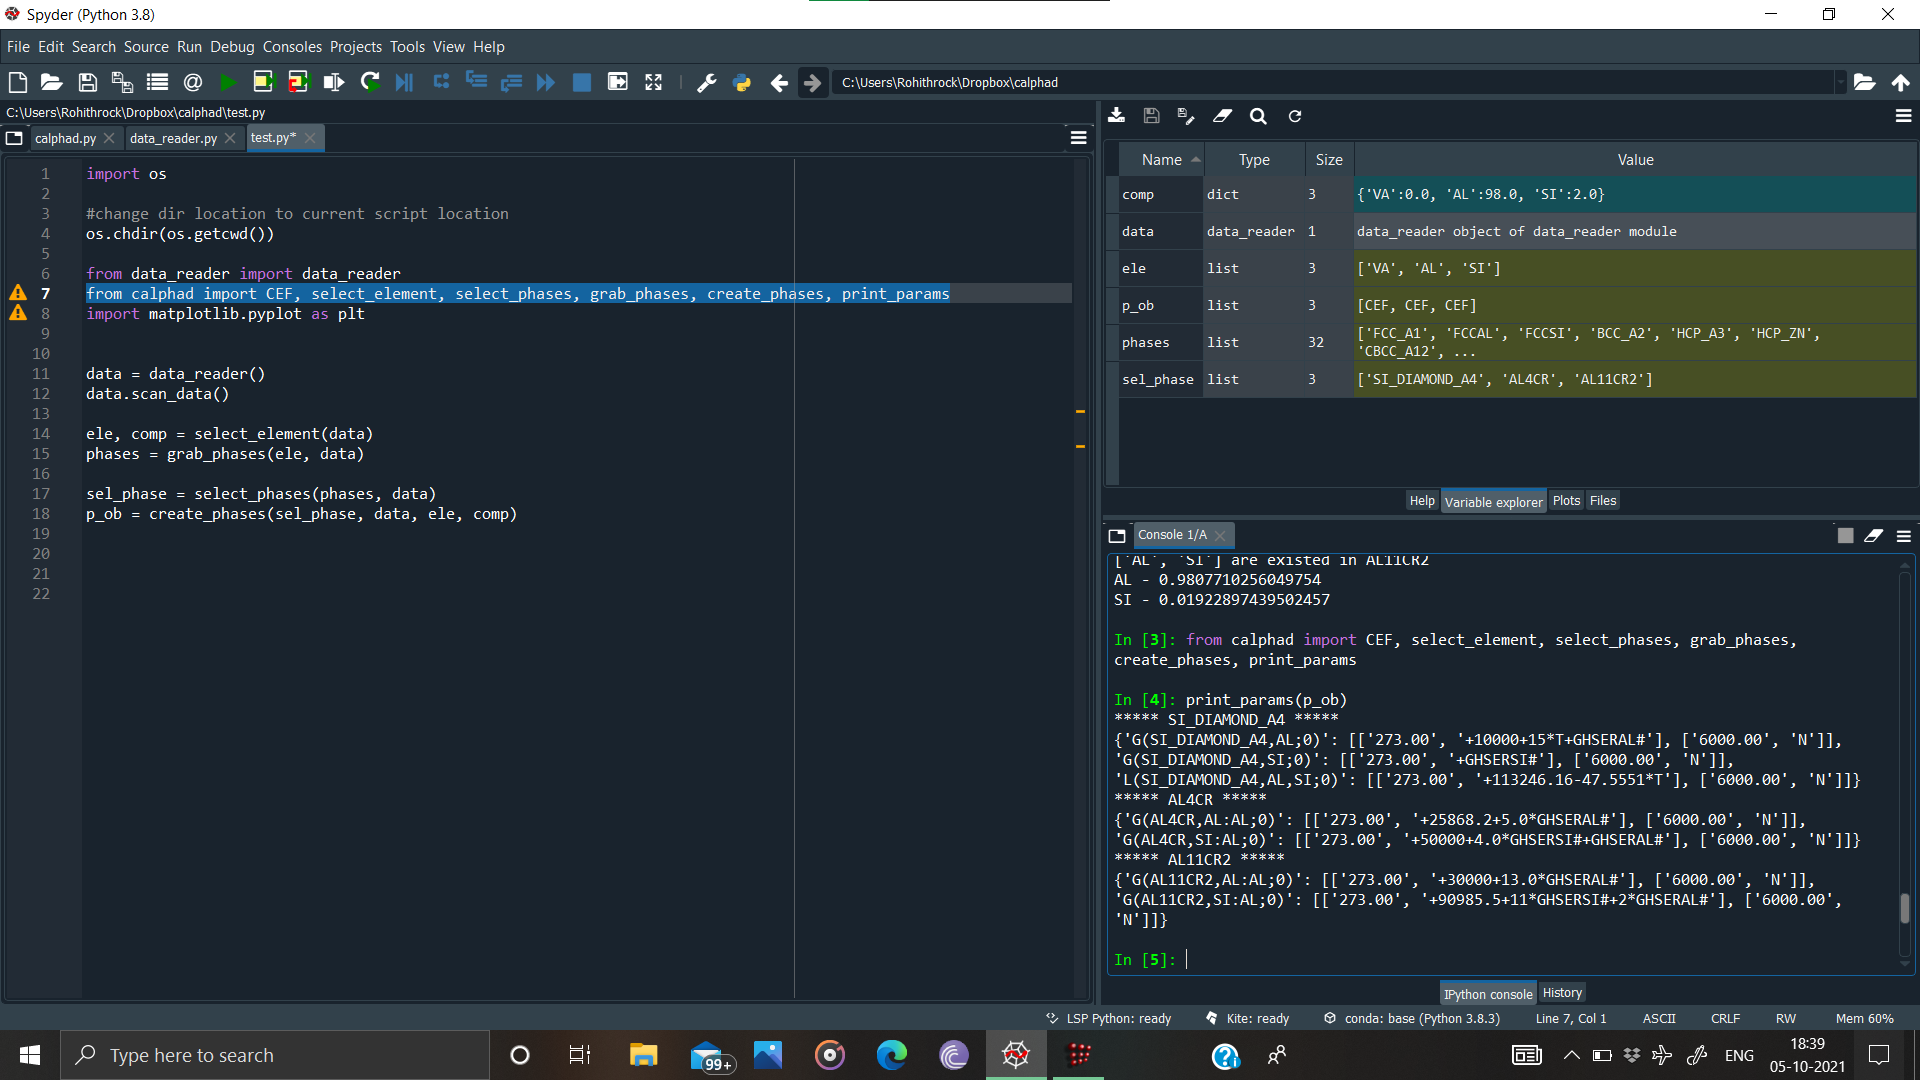 Spyder (Python 3.8)
File Edit Search Source Run Debug Consoles Projects Tools View Help
C:\Users\Rohithrock\Dropbox\calphad
C:\Users\Rohithrock\Dropbox\calphad\test.py
calphad.py data_reader.py test.py*
1 import os
2
3 #change dir location to current script location
4 os.chdir(os.getcwd())
5
6 from data_reader import data_reader
7 from calphad import CEF, select_element, select_phases, grab_phases, create_phases, print_params
8 import matplotlib.pyplot as plt
9
10
11 data = data_reader()
12 data.scan_data()
13
14 ele, comp = select_element(data)
15 phases = grab_phases(ele, data)
16
17 sel_phase = select_phases(phases, data)
18 p_ob = create_phases(sel_phase, data, ele, comp)
19
20
21
22
Name Type Size Value
comp dict 3 {'VA':0.0, 'AL':98.0, 'SI':2.0}
data data_reader 1 data_reader object of data_reader module
ele list 3 ['VA', 'AL', 'SI']
p_ob list 3 [CEF, CEF, CEF]
phases list 32 ['FCC_A1', 'FCCAL', 'FCCSI', 'BCC_A2', 'HCP_A3', 'HCP_ZN',
'CBCC_A12', ...
sel_phase list 3 ['SI_DIAMOND_A4', 'AL4CR', 'AL11CR2']
Help Variable explorer Plots Files
Console 1/A
['AL', 'SI'] are existed in AL11CR2
AL - 0.9807710256049754
SI - 0.01922897439502457
In [3]: from calphad import CEF, select_element, select_phases, grab_phases,
create_phases, print_params
In [4]: print_params(p_ob)
***** SI_DIAMOND_A4 *****
{'G(SI_DIAMOND_A4,AL;0)': [['273.00', '+10000+15*T+GHSERAL#'], ['6000.00', 'N']],
'G(SI_DIAMOND_A4,SI;0)': [['273.00', '+GHSERSI#'], ['6000.00', 'N']],
'L(SI_DIAMOND_A4,AL,SI;0)': [['273.00', '+113246.16-47.5551*T'], ['6000.00', 'N']]}
***** AL4CR *****
{'G(AL4CR,AL:AL;0)': [['273.00', '+25868.2+5.0*GHSERAL#'], ['6000.00', 'N']],
'G(AL4CR,SI:AL;0)': [['273.00', '+50000+4.0*GHSERSI#+GHSERAL#'], ['6000.00', 'N']]}
***** AL11CR2 *****
{'G(AL11CR2,AL:AL;0)': [['273.00', '+30000+13.0*GHSERAL#'], ['6000.00', 'N']],
'G(AL11CR2,SI:AL;0)': [['273.00', '+90985.5+11*GHSERSI#+2*GHSERAL#'], ['6000.00',
'N']]}
In [5]:
IPython console History
LSP Python: ready Kite: ready conda: base (Python 3.8.3) Line 7, Col 1 ASCII CRLF RW Mem 60%
Type here to search
99+
ENG
18:39
05-10-2021